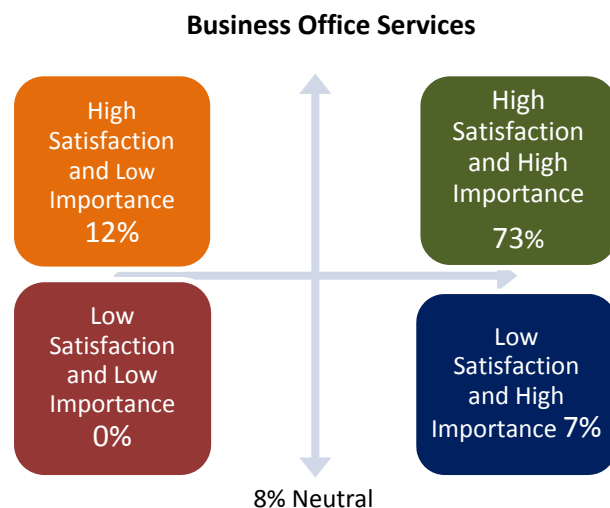 Business Office Services
High
Satisfaction
and Low
Importance
12%
High
Satisfaction
and High
Importance
73%
Low
Satisfaction
and Low
Importance
0%
Low
Satisfaction
and High
Importance 7%
8% Neutral